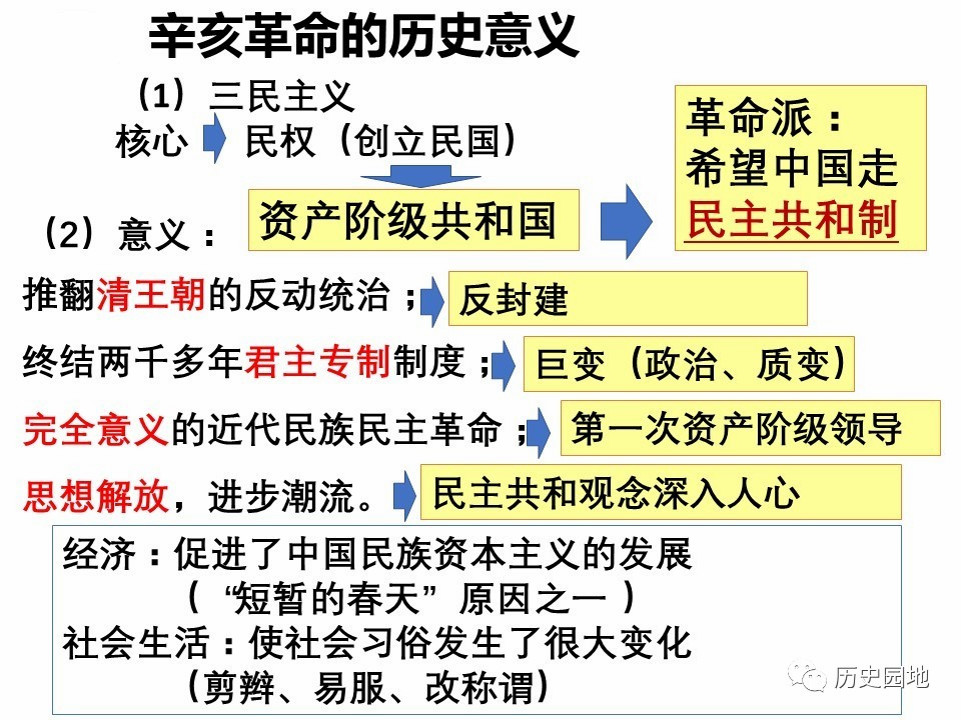 辛亥革命的历史意义
（1）三民主义
核心 民权（创立民国）
资产阶级共和国
革命派：
希望中国走
民主共和制
（2）意义：
推翻清王朝的反动统治； 反封建
终结两千多年君主专制制度； 巨变（政治、质变）
完全意义的近代民族民主革命； 第一次资产阶级领导
思想解放，进步潮流。 民主共和观念深入人心
经济：促进了中国民族资本主义的发展
（“短暂的春天”原因之一）
社会生活：使社会习俗发生了很大变化
（剪辫、易服、改称谓）
历史园地